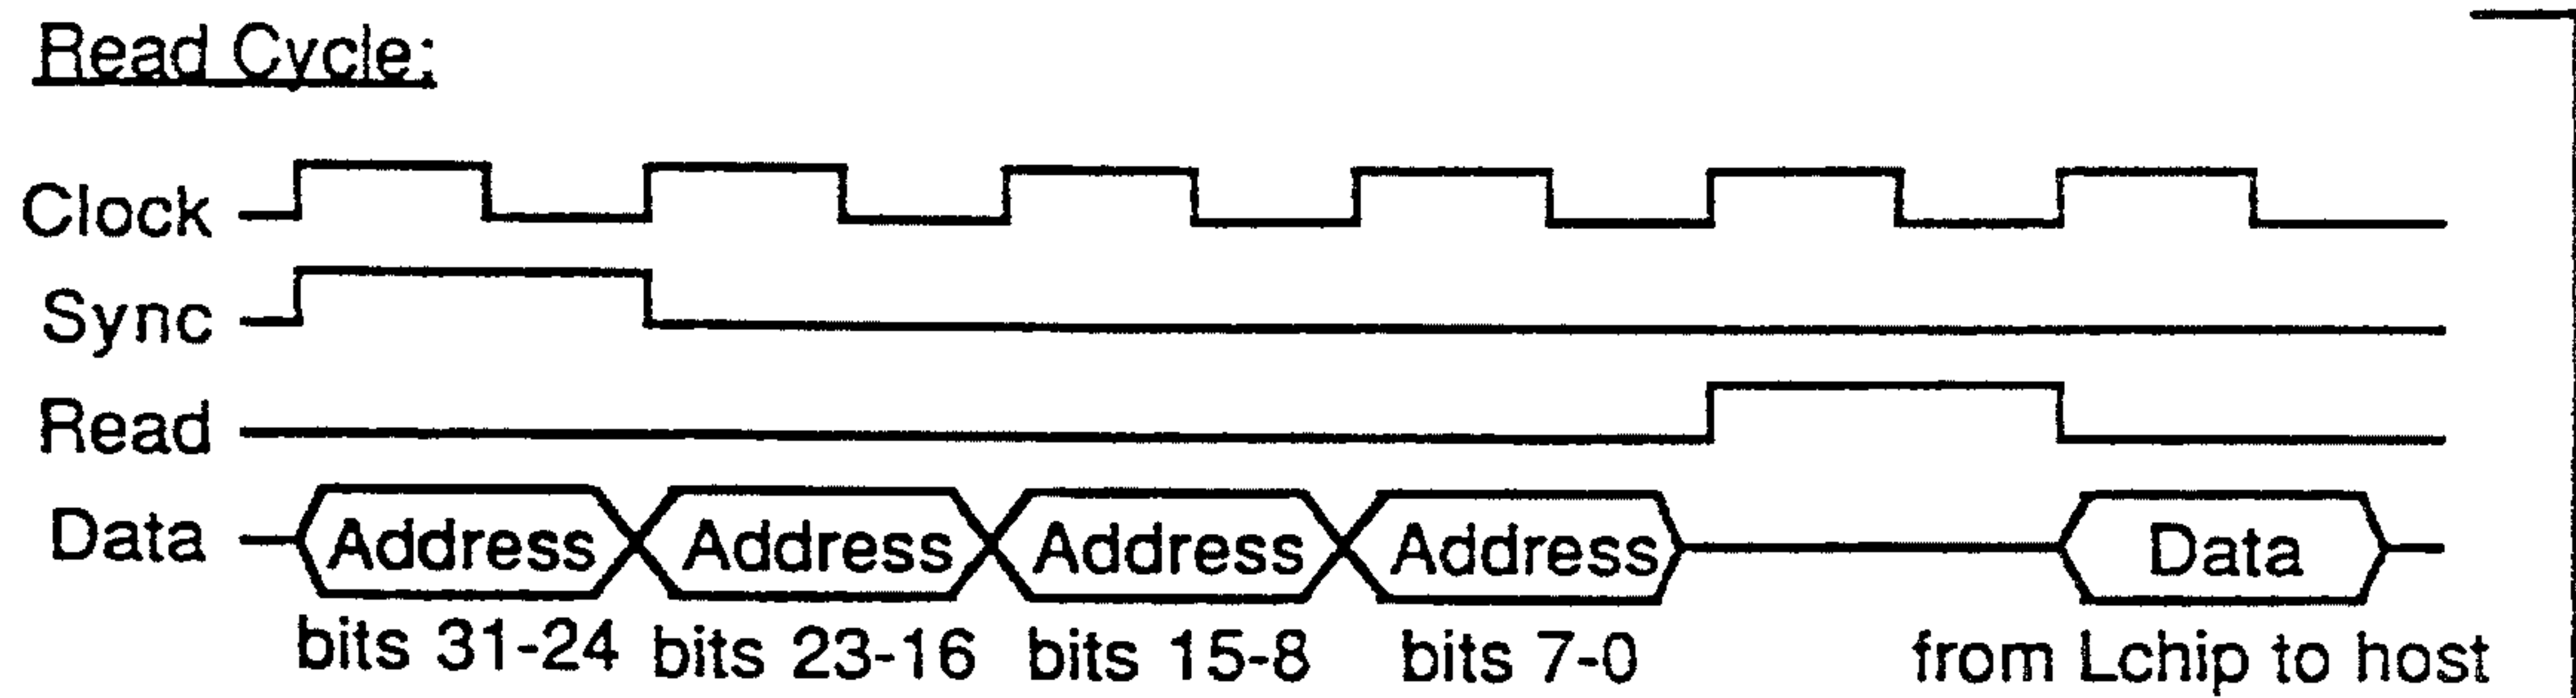 Read Cycle:
Clock
Sync
Read
Data Address Address Address Address Data
bits 31-24 bits 23-16 bits 15-8 bits 7-0 from Lchip to host